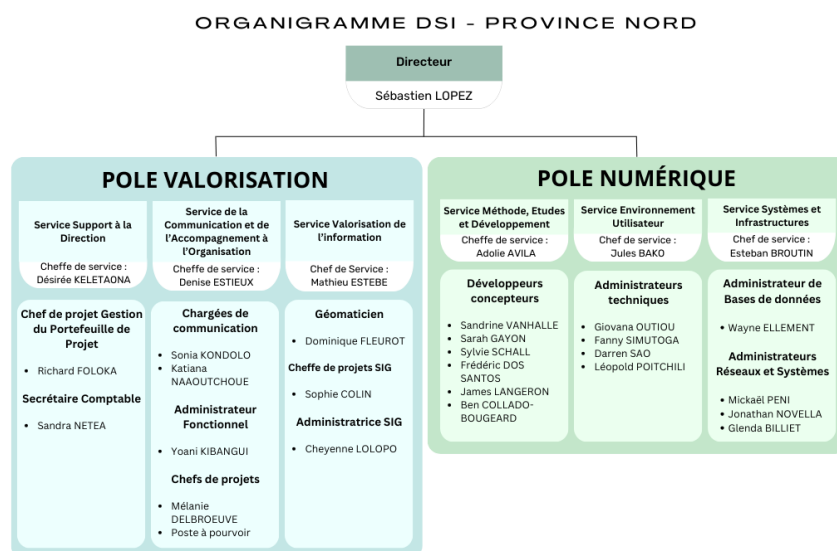 ORGANIGRAMME DSI - PROVINCE NORD
Directeur
Sébastien LOPEZ
POLE VALORISATION
Service Support à la
Direction
Cheffe de service :
Désirée KELETAONA
Chef de projet Gestion
du Portefeuille de
Projet
• Richard FOLOKA
Secrétaire Comptable
• Sandra NETEA
Service de la
Communication et de
l'Accompagnement à
l'Organisation
Cheffe de service :
Denise ESTIEUX
Chargées de
communication
• Sonia KONDOLO
• Katiana
NAAOUTCHOUE
Administrateur
Fonctionnel
• Yoani KIBANGUI
Chefs de projets
• Mélanie
DELBROEUVE
• Poste à pourvoir
Service Valorisation de
l'information
Chef de Service :
Mathieu ESTEBE
Géomaticien
• Dominique FLEUROT
Cheffe de projets SIG
• Sophie COLIN
Administratrice SIG
• Cheyenne LOLOPO
POLE NUMÉRIQUE
Service Méthode, Etudes
et Développement
Cheffe de service :
Adolie AVILA
Développeurs
concepteurs
• Sandrine VANHALLE
• Sarah GAYON
• Sylvie SCHALL
• Frédéric DOS
SANTOS
• James LANGERON
• Ben COLLADO-
BOUGEARD
Service Environnement
Utilisateur
Chef de service :
Jules BAKO
Administrateurs
techniques
• Giovana OUTIOU
• Fanny SIMUTOGA
• Darren SAO
• Léopold POITCHILI
Service Systèmes et
Infrastructures
Chef de service :
Esteban BROUTIN
Administrateur de
Bases de données
• Wayne ELLEMENT
Administrateurs
Réseaux et Systèmes
• Mickaël PENI
• Jonathan NOVELLA
• Glenda BILLIET